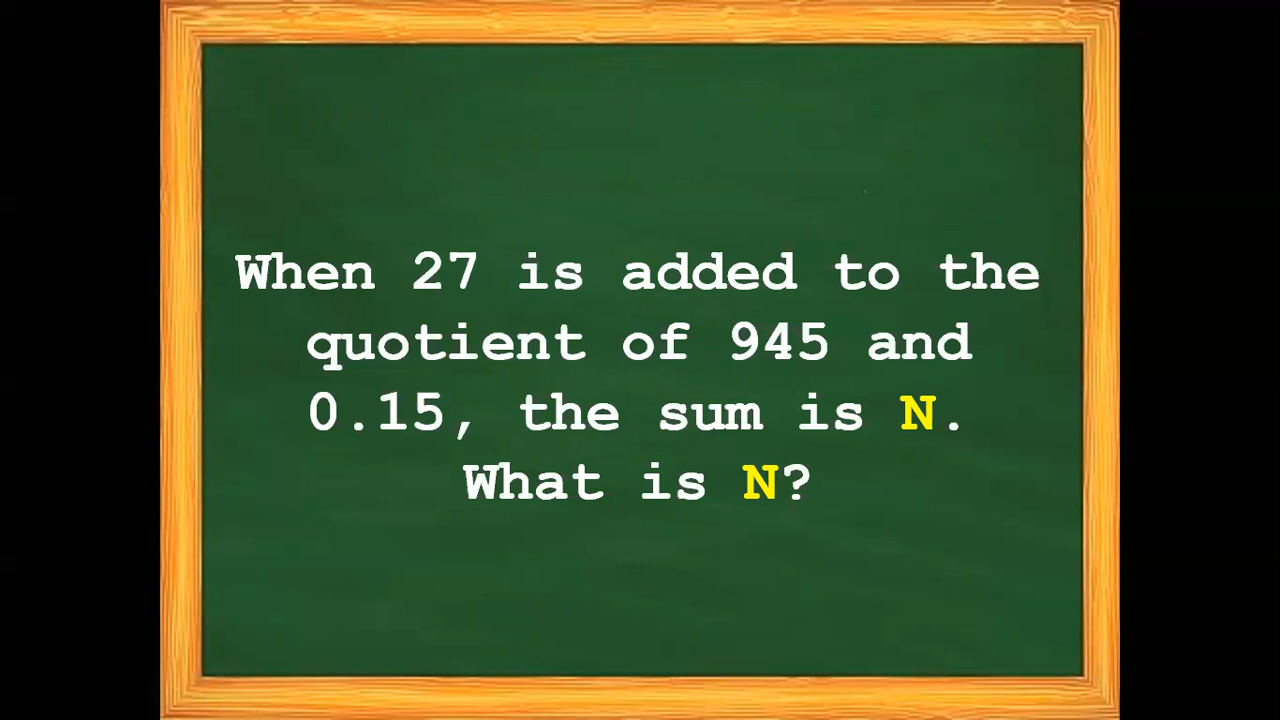 When 27 is added to the
quotient of 945 and
0.15, the sum is N.
What is N?